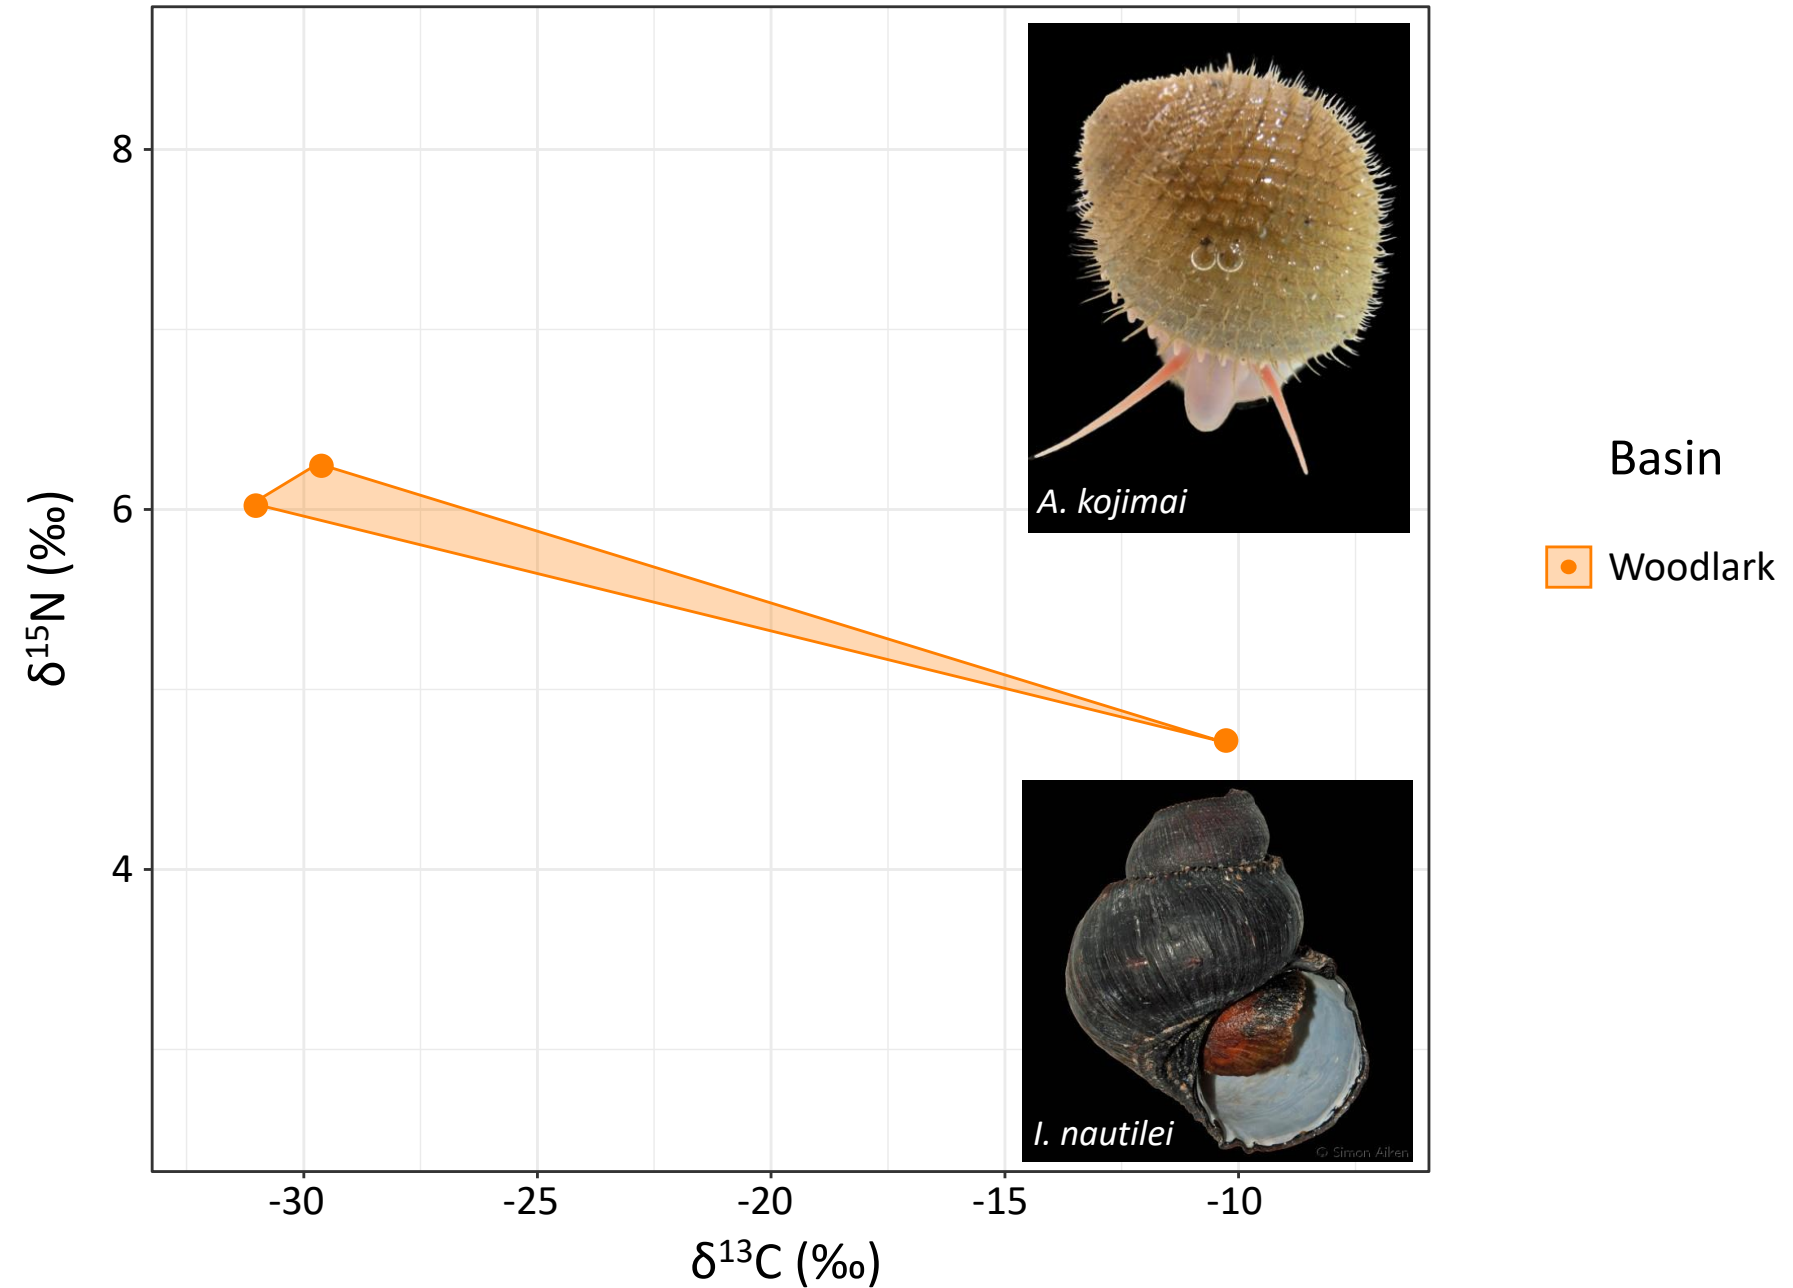 8
6
4
δ¹⁵N (‰)
A. kojimai
I. nautilei
© Simon Aiken
-30 -25 -20 -15 -10
δ¹³C (‰)
Basin
Woodlark